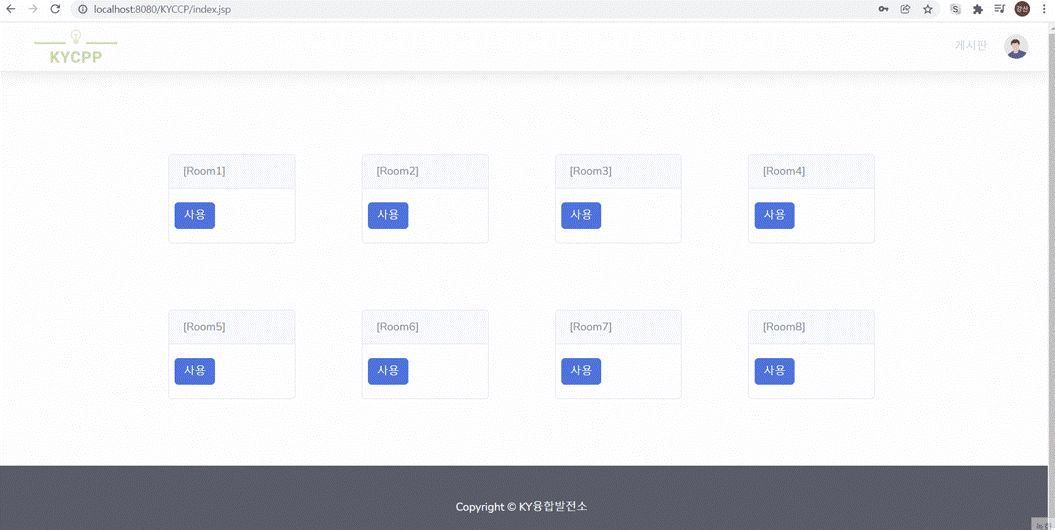 localhost:8080/KYCCP/index.jsp
강산
KYCPP
게시판
[Room1] [Room2] [Room3] [Room4]
사용 사용 사용 사용
[Room5] [Room6] [Room7] [Room8]
사용 사용 사용 사용
Copyright © KY융합발전소